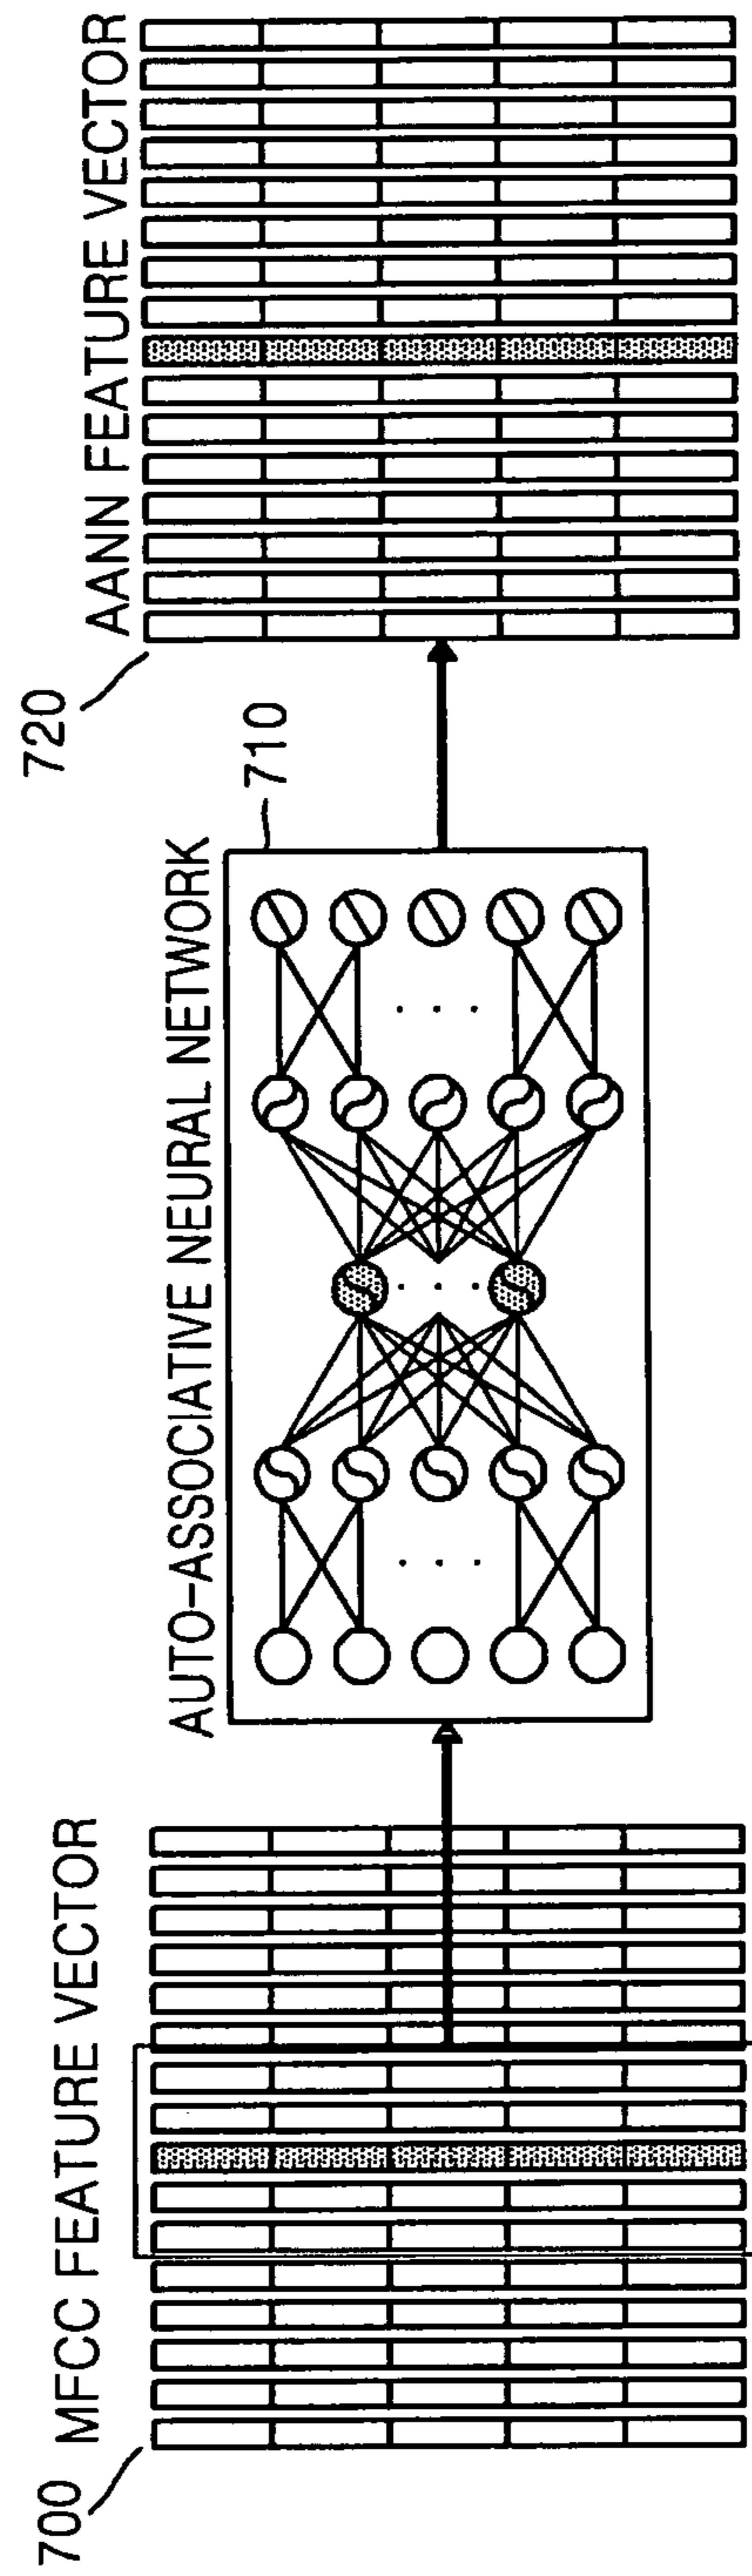 700
MFCC FEATURE VECTOR
AUTO-ASSOCIATIVE NEURAL NETWORK
710
720
AANN FEATURE VECTOR